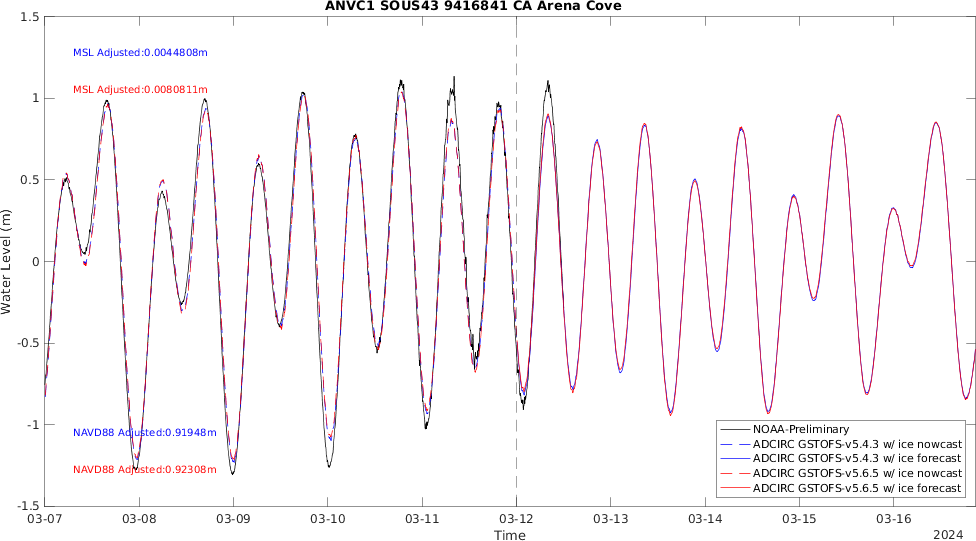 ANVC1 SOUS43 9416841 CA Arena Cove
1.5
MSL Adjusted:0.0044808m
1
MSL Adjusted:0.0080811m
0.5
0
-0.5
-1
-1.5
Water Level (m)
NAVD88 Adjusted:0.91948m
NAVD88 Adjusted:0.92308m
NOAA-Preliminary
ADCIRC GSTOFS-v5.4.3 w/ ice nowcast
ADCIRC GSTOFS-v5.4.3 w/ ice forecast
ADCIRC GSTOFS-v5.6.5 w/ ice nowcast
ADCIRC GSTOFS-v5.6.5 w/ ice forecast
03-07 03-08 03-09 03-10 03-11 03-12 03-13 03-14 03-15 03-16
Time
2024